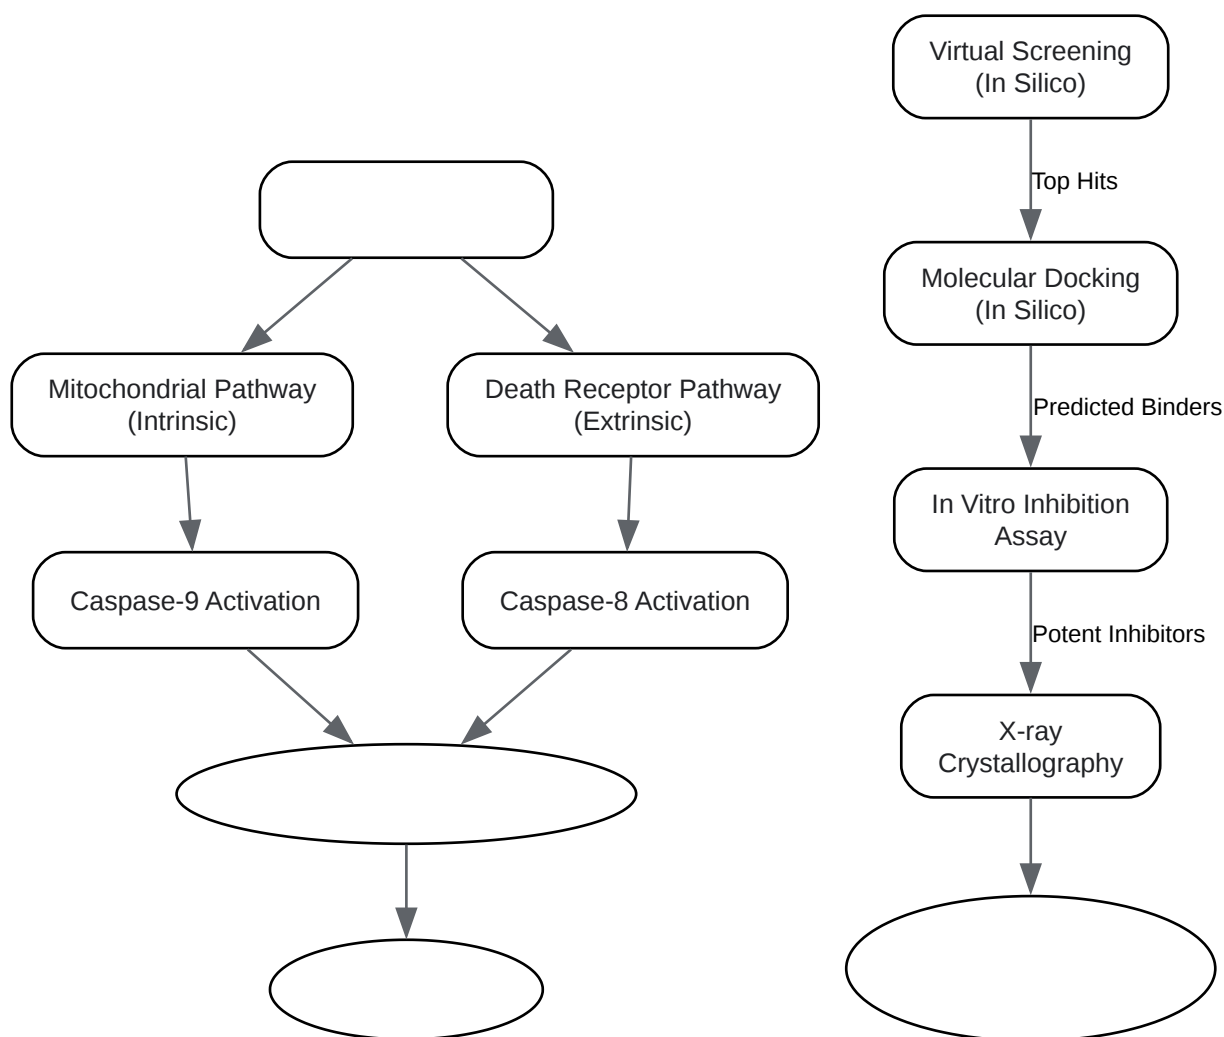 Mitochondrial Pathway
(Intrinsic)
Death Receptor Pathway
(Extrinsic)
Caspase-9 Activation
Caspase-8 Activation
Virtual Screening
(In Silico)
Top Hits
Molecular Docking
(In Silico)
Predicted Binders
In Vitro Inhibition
Assay
Potent Inhibitors
X-ray
Crystallography